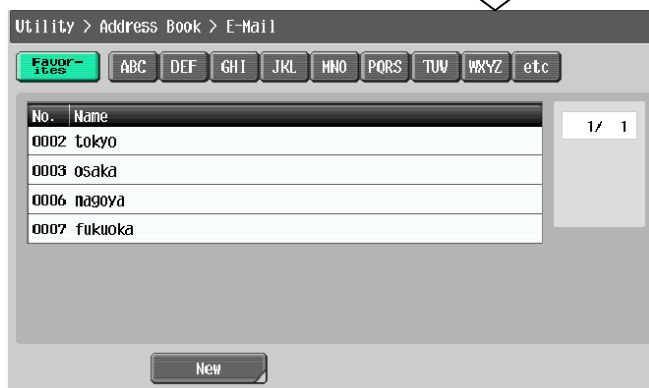 Utility > Address Book > E-Mail
Favor-
ites
ABC DEF GHI JKL MNO PQRS TUV WXYZ etc
No. Name
1/ 1
0002 tokyo
0003 osaka
0006 nagoya
0007 fukuoka
New